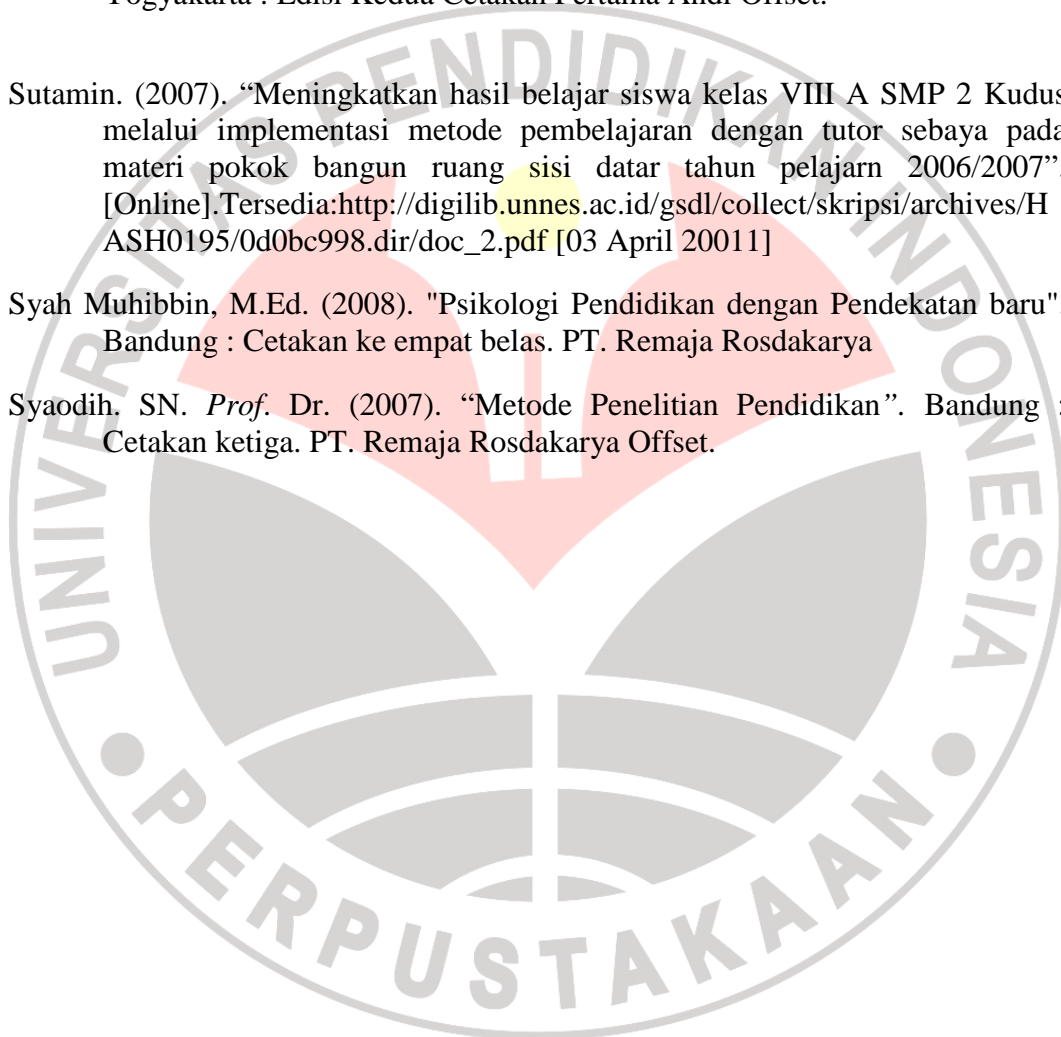 Yogyakarta : Edisi Kedua Cetakan Pertama Andi Offset.
Sutamin. (2007). “Meningkatkan hasil belajar siswa kelas VIII A SMP 2 Kudus
melalui implementasi metode pembelajaran dengan tutor sebaya pada
materi pokok bangun ruang sisi datar tahun pelajarn 2006/2007”.
[Online].Tersedia:http://digilib.unnes.ac.id/gsdl/collect/skripsi/archives/H
ASH0195/0d0bc998.dir/doc_2.pdf [03 April 20011]
Syah Muhibbin, M.Ed. (2008). "Psikologi Pendidikan dengan Pendekatan baru".
Bandung : Cetakan ke empat belas. PT. Remaja Rosdakarya
Syaodih. SN. Prof. Dr. (2007). “Metode Penelitian Pendidikan”. Bandung :
Cetakan ketiga. PT. Remaja Rosdakarya Offset.
UNIVERSITAS PENDIDIKAN INDONESIA
PERPUSTAKAAN